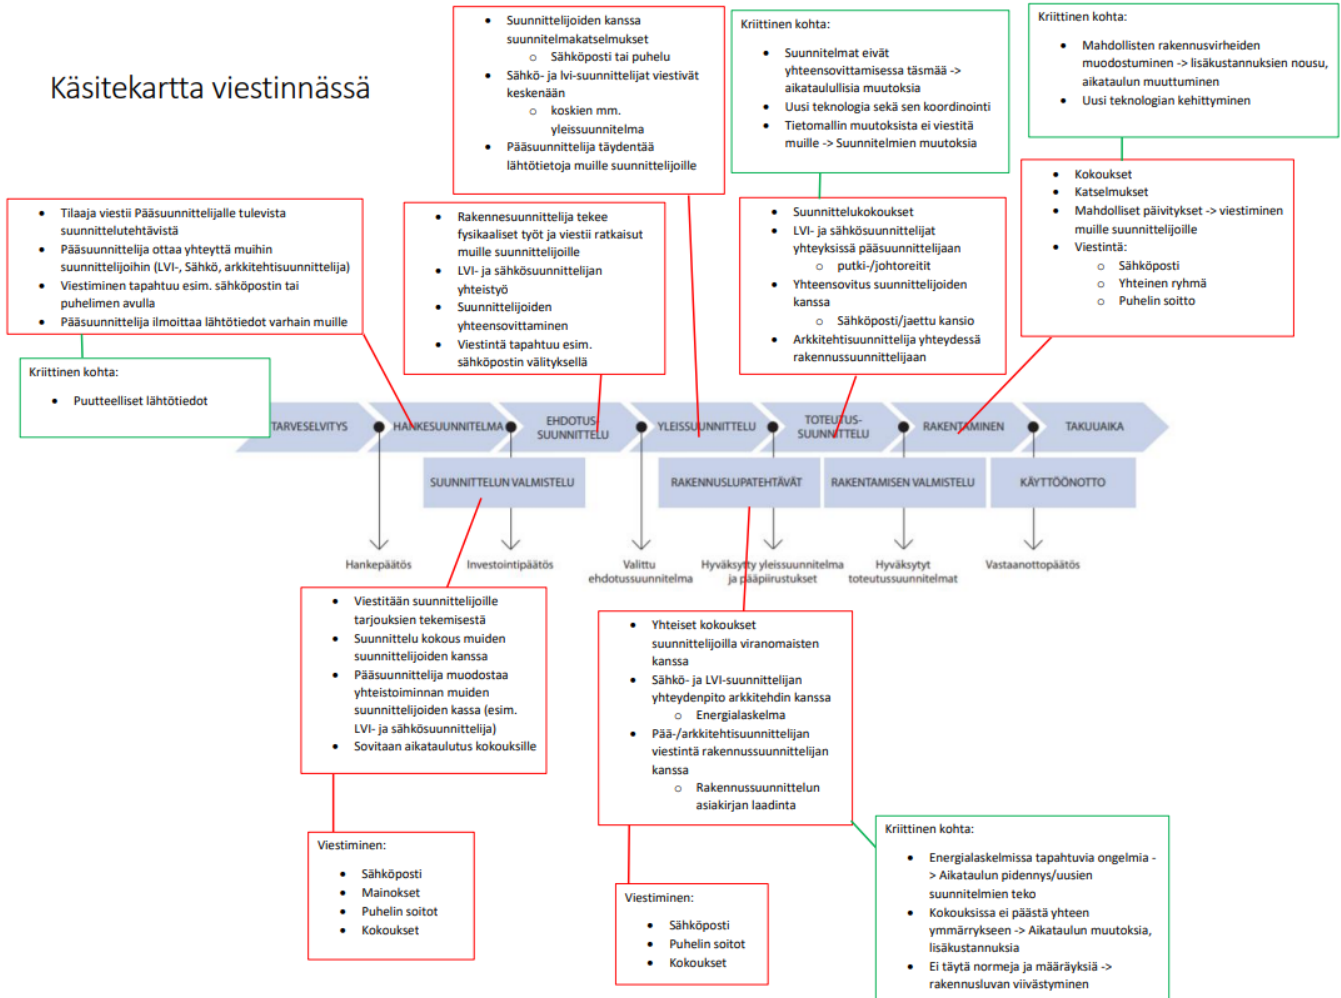 Käsitekartta viestinnässä
• Suunnittelijoiden kanssa
suunnitelmakatselmukset
o Sähköposti tai puhelu
• Sähkö- ja lvi-suunnittelijat viestivät
keskenään
o koskien mm.
yleissuunnitelma
• Pääsuunnittelija täydentää
lähtötietoja muille suunnittelijoille
Kriittinen kohta:
• Suunnitelmat eivät
yhteensovittamisessa täsmää ->
aikataulullisia muutoksia
• Uusi teknologia sekä sen koordinointi
• Tietomallin muutoksista ei viestitä
muille -> Suunnitelmien muutoksia
Kriittinen kohta:
• Mahdollisten rakennusvirheiden
muodostuminen -> lisäkustannuksien nousu,
aikataulun muuttuminen
• Uusi teknologian kehittyminen
• Tilaaja viestii Pääsuunnittelijalle tulevista
suunnittelutehtävistä
• Pääsuunnittelija ottaa yhteyttä muihin
suunnittelijoihin (LVI-, Sähkö, arkkitehtisuunnittelija)
• Viestiminen tapahtuu esim. sähköpostin tai
puhelimen avulla
• Pääsuunnittelija ilmoittaa lähtötiedot varhain muille
• Rakennesuunnittelija tekee
fysikaaliset työt ja viestii ratkaisut
muille suunnittelijoille
• LVI- ja sähkösuunnittelijan
yhteistyö
• Suunnittelijoiden
yhteensovittaminen
• Viestintä tapahtuu esim.
sähköpostin välityksellä
• Suunnittelukokoukset
• LVI- ja sähkösuunnittelijat
yhteyksissä pääsuunnittelijaan
o putki-/johtoreitit
• Yhteensovitus suunnittelijoiden
kanssa
o Sähköposti/jaettu kansio
• Arkkitehtisuunnittelija yhteydessä
rakennussuunnittelijaan
• Kokoukset
• Katselmukset
• Mahdolliset päivitykset -> viestiminen
muille suunnittelijoille
• Viestintä:
o Sähköposti
o Yhteinen ryhmä
o Puhelin soitto
Kriittinen kohta:
• Puutteelliset lähtötiedot
TARVESELVITYS
HANKESUUNNITELMA
EHDOTUS-
SUUNNITTELU
YLEISSUUNNITTELU
TOTEUTUS-
SUUNNITTELU
RAKENTAMINEN
TAKUUAIKA
SUUNNITTELUN VALMISTELU
RAKENNUSLUPATEHTÄVÄT
RAKENTAMISEN VALMISTELU
KÄYTTÖÖNOTTO
Hankepäätös
Investointipäätös
Valittu
ehdotussuunnitelma
Hyväksytty yleissuunnitelma
ja pääpiirustukset
Hyväksytyt
toteutussuunnitelmat
Vastaanottopäätös
• Viestitään suunnittelijoille
tarjouksien tekemisestä
• Suunnittelu kokous muiden
suunnittelijoiden kanssa
• Pääsuunnittelija muodostaa
yhteistoiminnan muiden
suunnittelijoiden kassa (esim.
LVI- ja sähkösuunnittelija)
• Sovitaan aikataulutus kokouksille
• Yhteiset kokoukset
suunnittelijoilla viranomaisten
kanssa
• Sähkö- ja LVI-suunnittelijan
yhteydenpito arkkitehdin kanssa
o Energialaskelma
• Pää-/arkkitehtisuunnittelijan
viestintä rakennussuunnittelijan
kanssa
o Rakennussuunnittelun
asiakirjan laadinta
Viestiminen:
• Sähköposti
• Mainokset
• Puhelin soitot
• Kokoukset
Viestiminen:
• Sähköposti
• Puhelin soitot
• Kokoukset
Kriittinen kohta:
• Energialaskelmissa tapahtuvia ongelmia -
> Aikataulun pidennys/uusien
suunnitelmien teko
• Kokouksissa ei päästä yhteen
ymmärrykseen -> Aikataulun muutoksia,
lisäkustannuksia
• Ei täytä normeja ja määräyksiä ->
rakennusluvan viivästyminen